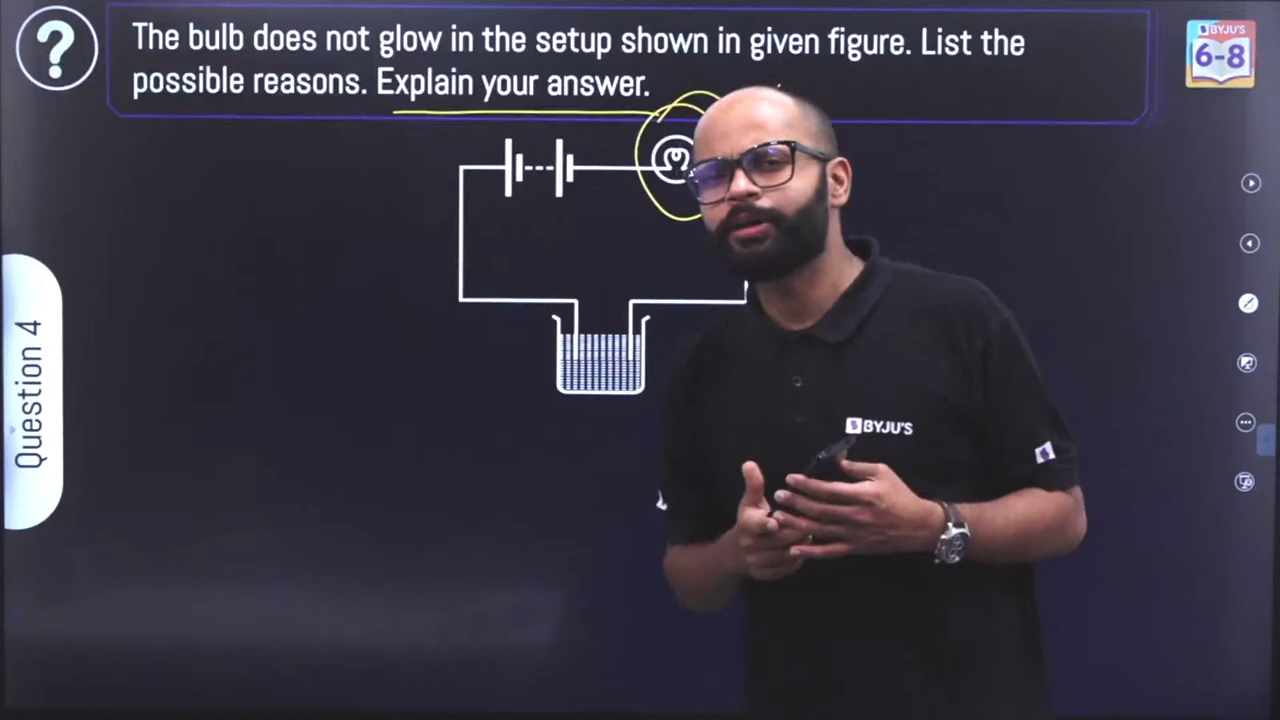 The bulb does not glow in the setup shown in given figure. List the
possible reasons. Explain your answer.
?
BYJU'S
6-8
Question 4
BYJU'S